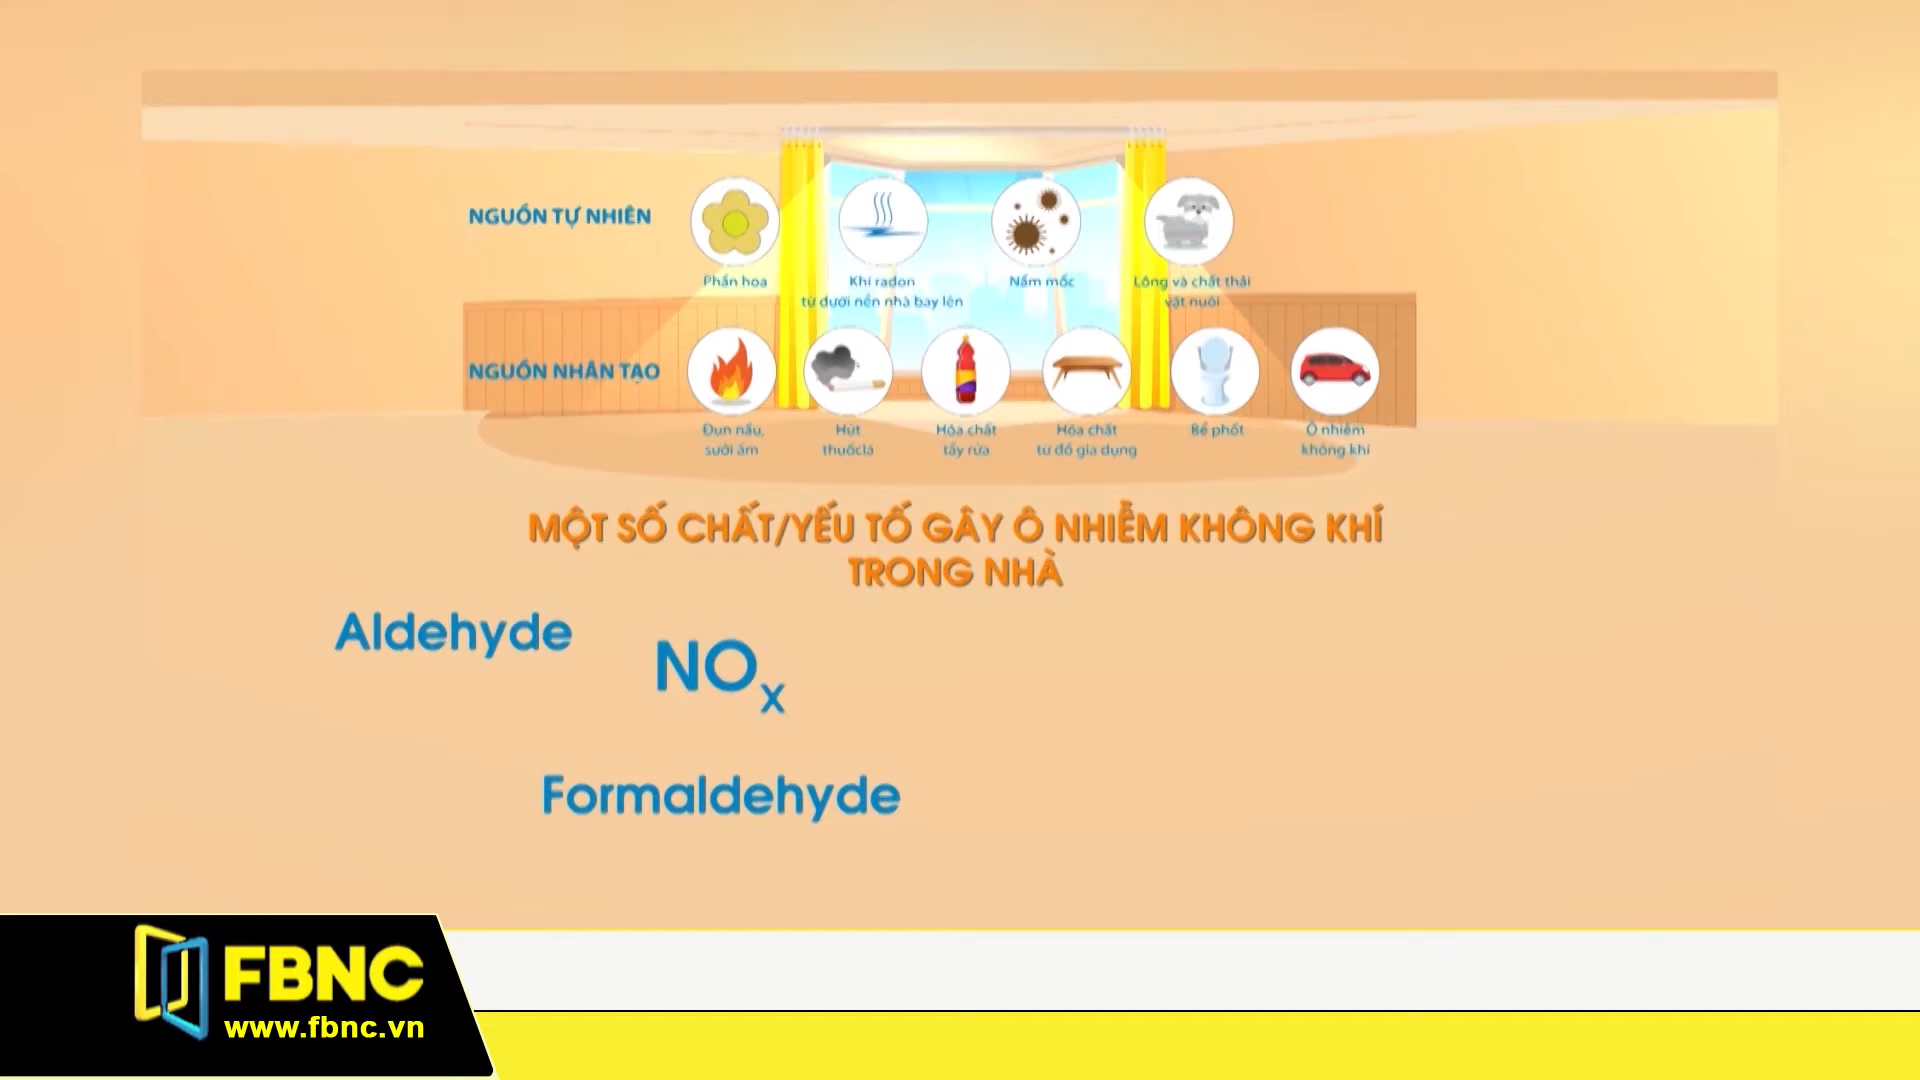 NGUỒN TỰ NHIÊN
Phấn hoa
Khí radon
từ dưới nền nhà bay lên
Nấm mốc
Lông và chất thải
vật nuôi
NGUỒN NHÂN TẠO
Đun nấu,
sưởi ấm
Hút
thuốclá
Hóa chất
tẩy rửa
Hóa chất
từ đồ gia dụng
Bể phốt
Ô nhiễm
không khí
MỘT SỐ CHẤT/YẾU TỐ GÂY Ô NHIỄM KHÔNG KHÍ
TRONG NHÀ
Aldehyde
NOₓ
Formaldehyde
FBNC
www.fbnc.vn